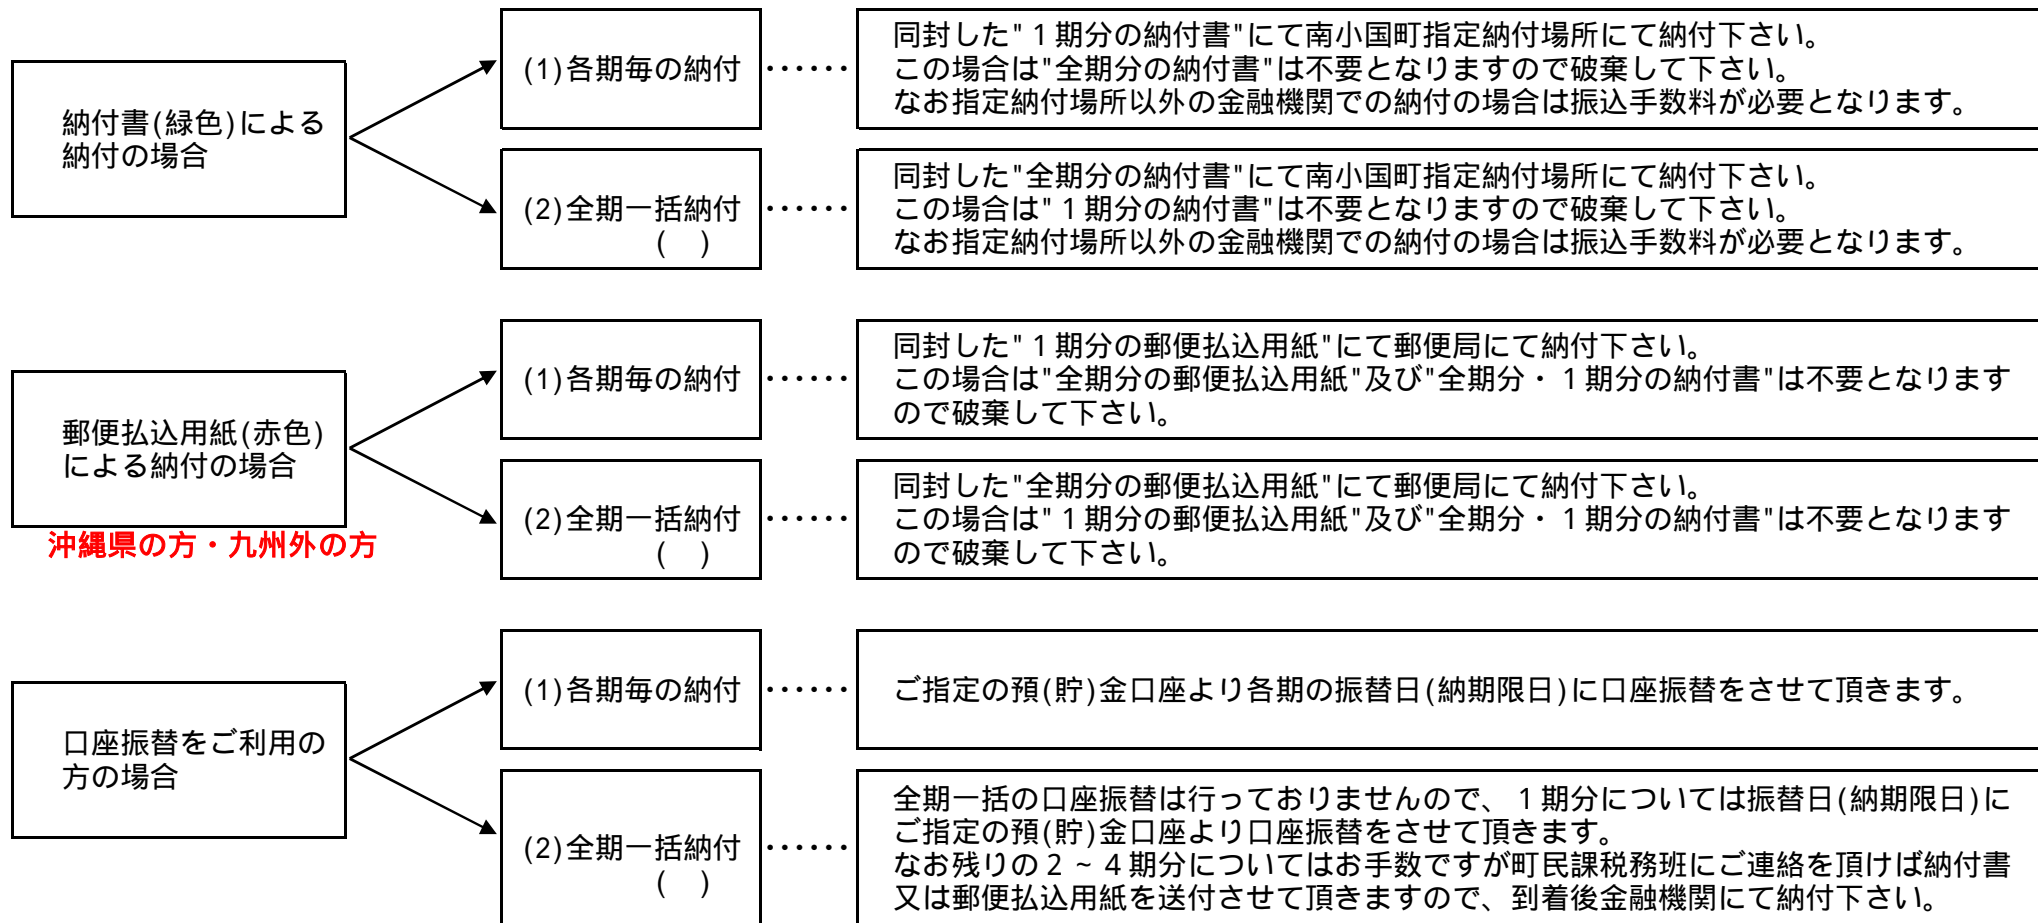 納付書(緑色)による
納付の場合
(1)各期毎の納付
・・・・・・
同封した"１期分の納付書"にて南小国町指定納付場所にて納付下さい。
この場合は"全期分の納付書"は不要となりますので破棄して下さい。
なお指定納付場所以外の金融機関での納付の場合は振込手数料が必要となります。
(2)全期一括納付
(　)
・・・・・・
同封した"全期分の納付書"にて南小国町指定納付場所にて納付下さい。
この場合は"１期分の納付書"は不要となりますので破棄して下さい。
なお指定納付場所以外の金融機関での納付の場合は振込手数料が必要となります。
郵便払込用紙(赤色)
による納付の場合
沖縄県の方・九州外の方
(1)各期毎の納付
・・・・・・
同封した"１期分の郵便払込用紙"にて郵便局にて納付下さい。
この場合は"全期分の郵便払込用紙"及び"全期分・１期分の納付書"は不要となります
ので破棄して下さい。
(2)全期一括納付
(　)
・・・・・・
同封した"全期分の郵便払込用紙"にて郵便局にて納付下さい。
この場合は"１期分の郵便払込用紙"及び"全期分・１期分の納付書"は不要となります
ので破棄して下さい。
口座振替をご利用の
方の場合
(1)各期毎の納付
・・・・・・
ご指定の預(貯)金口座より各期の振替日(納期限日)に口座振替をさせて頂きます。
(2)全期一括納付
(　)
・・・・・・
全期一括の口座振替は行っておりませんので、１期分については振替日(納期限日)に
ご指定の預(貯)金口座より口座振替をさせて頂きます。
なお残りの２～４期分についてはお手数ですが町民課税務班にご連絡を頂けば納付書
又は郵便払込用紙を送付させて頂きますので、到着後金融機関にて納付下さい。